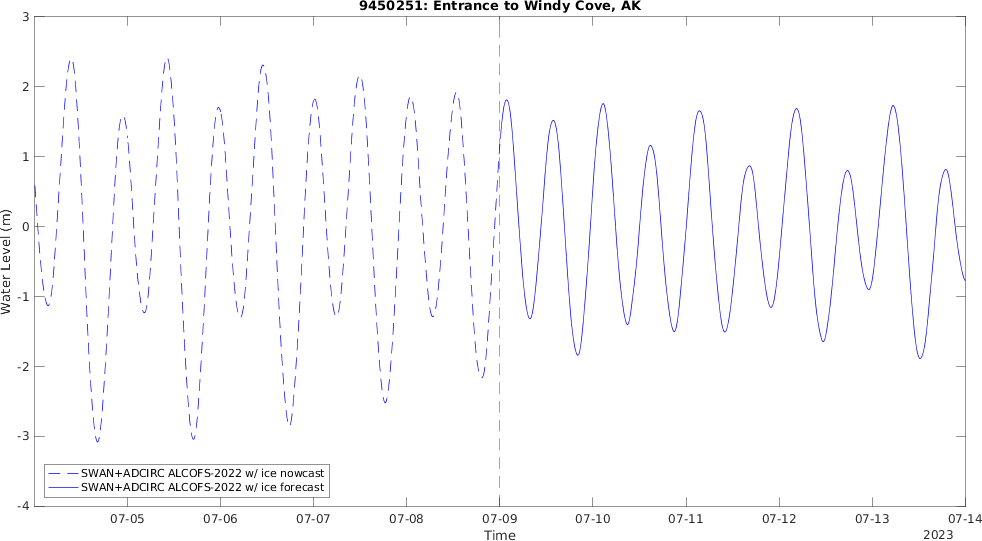 9450251: Entrance to Windy Cove, AK
3
2
1
0
-1
-2
-3
-4
Water Level (m)
SWAN+ADCIRC ALCOFS-2022 w/ ice nowcast
SWAN+ADCIRC ALCOFS-2022 w/ ice forecast
07-05 07-06 07-07 07-08 07-09 07-10 07-11 07-12 07-13 07-14
Time
2023